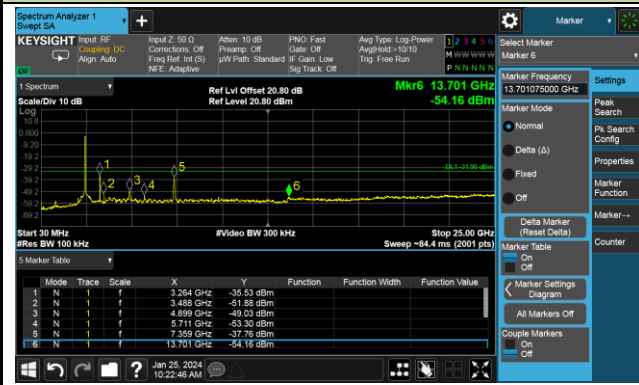 Spectrum Analyzer 1
Swept SA
+
Marker
KEYSIGHT
Input: RF
Coupling: DC
Align: Auto
Input Z: 50 Ω
Corrections: Off
Freq Ref: Int (S)
NFE: Adaptive
Atten: 10 dB
Preamp: Off
µW Path: Standard
PNO: Fast
Gate: Off
IF Gain: Low
Sig Track: Off
Avg Type: Log-Power
Avg|Hold:>10/10
Trig: Free Run
1 2 3 4 5 6
M W W W W W
P N N N N N
LXI
Select Marker
Marker 6
1 Spectrum
Scale/Div 10 dB
Ref Lvl Offset 20.80 dB
Ref Level 20.80 dBm
Mkr6 13.701 GHz
-54.16 dBm
Log
10.8
0.800
-9.20
-19.2
-29.2
-39.2
-49.2
-59.2
-69.2
1
2
3
4
5
6
DL1 -31.90 dBm
Start 30 MHz
#Res BW 100 kHz
#Video BW 300 kHz
Stop 25.00 GHz
Sweep ~84.4 ms (2001 pts)
5 Marker Table
Mode Trace Scale X Y Function Function Width Function Value
1 N 1 f 3.264 GHz -35.53 dBm
2 N 1 f 3.488 GHz -51.88 dBm
3 N 1 f 4.899 GHz -49.03 dBm
4 N 1 f 5.711 GHz -53.30 dBm
5 N 1 f 7.359 GHz -37.76 dBm
6 N 1 f 13.701 GHz -54.16 dBm
Marker Frequency
13.701075000 GHz
Marker Mode
Normal
Delta (Δ)
Fixed
Off
Delta Marker
(Reset Delta)
Marker Table
On
Off
Marker Settings
Diagram
All Markers Off
Couple Markers
On
Off
Settings
Peak
Search
Pk Search
Config
Properties
Marker
Function
Marker→
Counter
?
Jan 25, 2024
10:22:46 AM